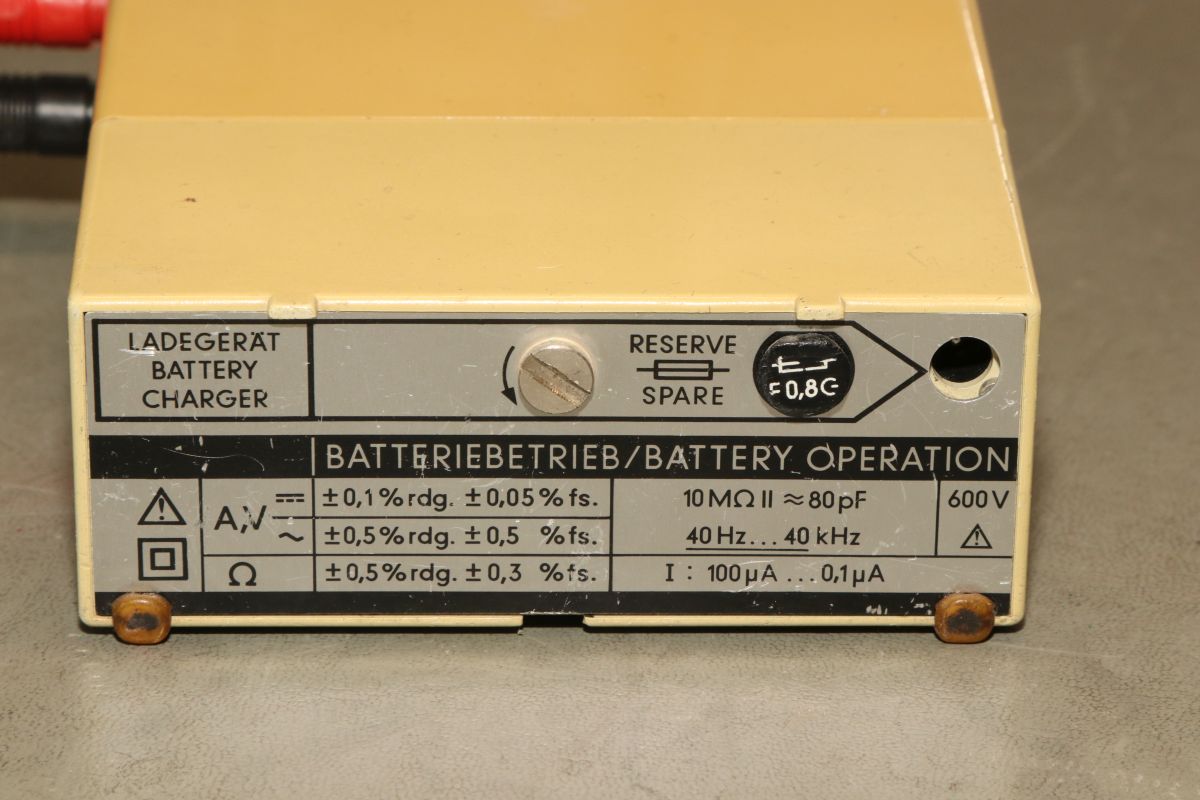 LADEGERÄT
BATTERY
CHARGER
RESERVE
SPARE
F0,8C
BATTERIEBETRIEB/BATTERY OPERATION
A,V ⎓ ±0,1%rdg. ±0,05%fs. 10MΩ II ≈80pF 600V
~ ±0,5%rdg. ±0,5 %fs. 40Hz...40kHz
Ω ±0,5%rdg. ±0,3 %fs. I: 100µA...0,1µA